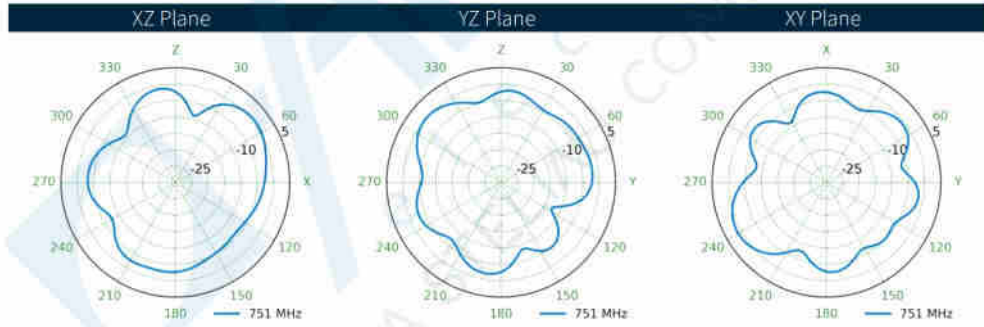 XZ Plane YZ Plane XY Plane
Z Z X
330 30 330 30 330 30
300 60 300 60 300 60
5 5 5
-10 -10 -10
-25 -25 -25
270 X 270 Y 270 Y
240 120 240 120 240 120
210 150 210 150 210 150
180 180 180
751 MHz 751 MHz 751 MHz